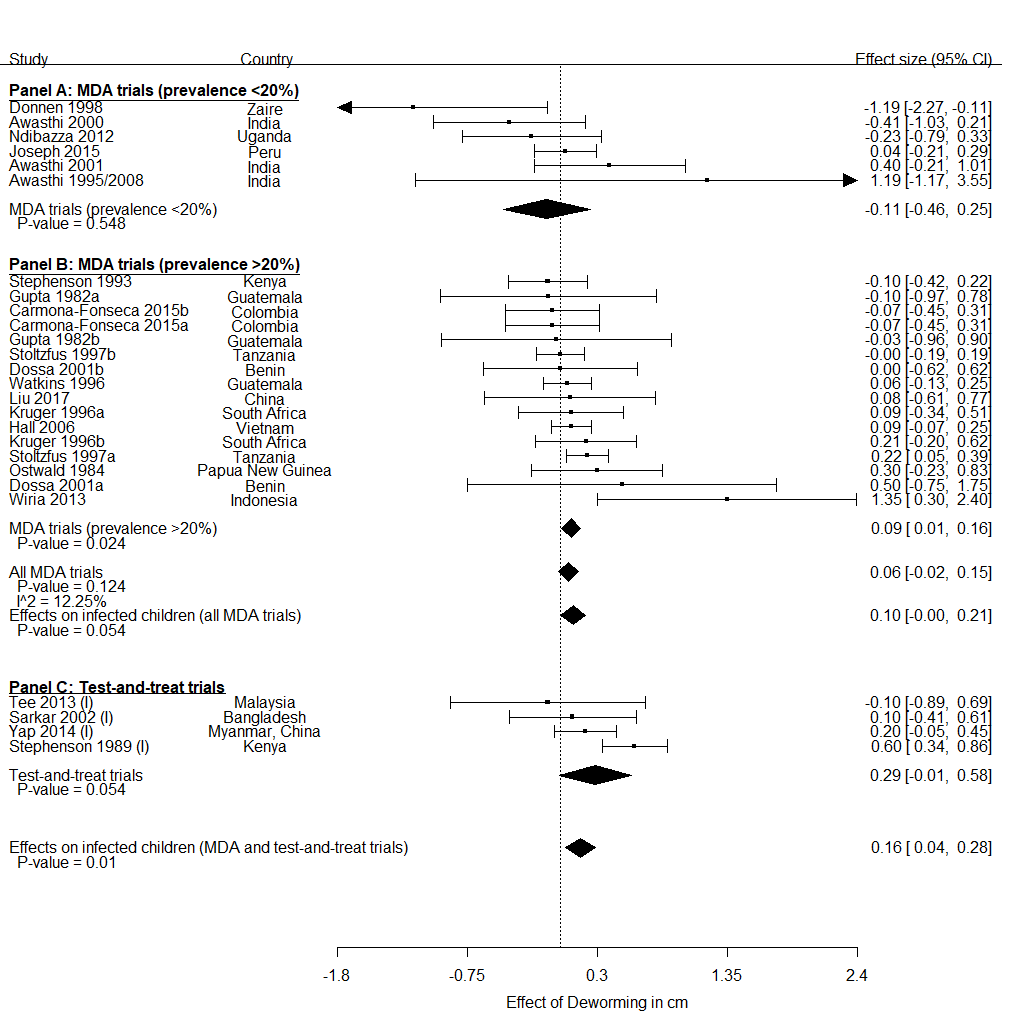 Study Country Effect size (95% CI)
Panel A: MDA trials (prevalence <20%)
Donnen 1998 Zaire -1.19 [-2.27, -0.11]
Awasthi 2000 India -0.41 [-1.03, 0.21]
Ndibazza 2012 Uganda -0.23 [-0.79, 0.33]
Joseph 2015 Peru 0.04 [-0.21, 0.29]
Awasthi 2001 India 0.40 [-0.21, 1.01]
Awasthi 1995/2008 India 1.19 [-1.17, 3.55]
MDA trials (prevalence <20%) -0.11 [-0.46, 0.25]
P-value = 0.548
Panel B: MDA trials (prevalence >20%)
Stephenson 1993 Kenya -0.10 [-0.42, 0.22]
Gupta 1982a Guatemala -0.10 [-0.97, 0.78]
Carmona-Fonseca 2015b Colombia -0.07 [-0.45, 0.31]
Carmona-Fonseca 2015a Colombia -0.07 [-0.45, 0.31]
Gupta 1982b Guatemala -0.03 [-0.96, 0.90]
Stoltzfus 1997b Tanzania -0.00 [-0.19, 0.19]
Dossa 2001b Benin 0.00 [-0.62, 0.62]
Watkins 1996 Guatemala 0.06 [-0.13, 0.25]
Liu 2017 China 0.08 [-0.61, 0.77]
Kruger 1996a South Africa 0.09 [-0.34, 0.51]
Hall 2006 Vietnam 0.09 [-0.07, 0.25]
Kruger 1996b South Africa 0.21 [-0.20, 0.62]
Stoltzfus 1997a Tanzania 0.22 [ 0.05, 0.39]
Ostwald 1984 Papua New Guinea 0.30 [-0.23, 0.83]
Dossa 2001a Benin 0.50 [-0.75, 1.75]
Wiria 2013 Indonesia 1.35 [ 0.30, 2.40]
MDA trials (prevalence >20%) 0.09 [ 0.01, 0.16]
P-value = 0.024
All MDA trials 0.06 [-0.02, 0.15]
P-value = 0.124
I^2 = 12.25%
Effects on infected children (all MDA trials) 0.10 [-0.00, 0.21]
P-value = 0.054
Panel C: Test-and-treat trials
Tee 2013 (I) Malaysia -0.10 [-0.89, 0.69]
Sarkar 2002 (I) Bangladesh 0.10 [-0.41, 0.61]
Yap 2014 (I) Myanmar, China 0.20 [-0.05, 0.45]
Stephenson 1989 (I) Kenya 0.60 [ 0.34, 0.86]
Test-and-treat trials 0.29 [-0.01, 0.58]
P-value = 0.054
Effects on infected children (MDA and test-and-treat trials) 0.16 [ 0.04, 0.28]
P-value = 0.01
-1.8 -0.75 0.3 1.35 2.4
Effect of Deworming in cm